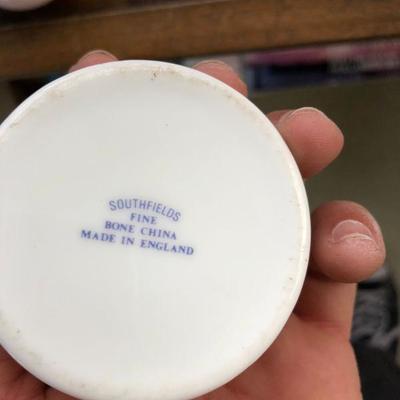 SOUTHFIELDS
FINE
BONE CHINA
MADE IN ENGLAND